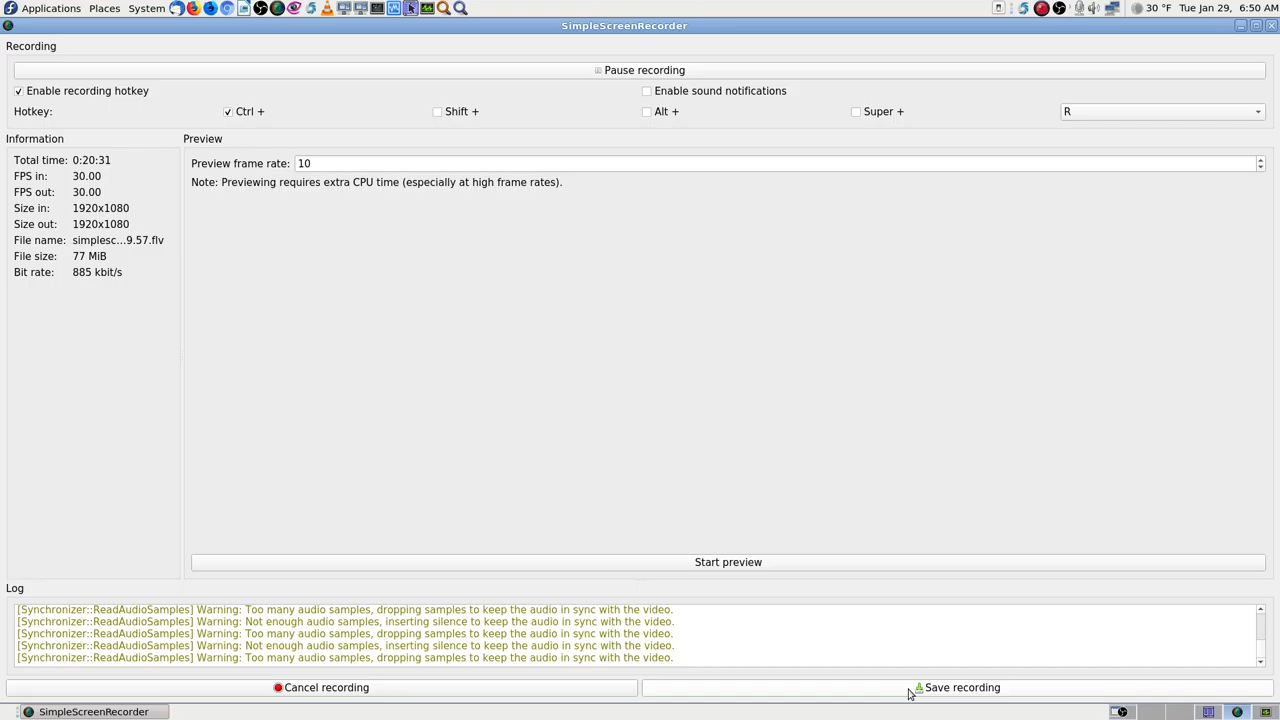 Applications Places System 30 °F Tue Jan 29, 6:50 AM
SimpleScreenRecorder
Recording
Pause recording
Enable recording hotkey Enable sound notifications
Hotkey: Ctrl + Shift + Alt + Super + R
Information
Total time: 0:20:31
FPS in: 30.00
FPS out: 30.00
Size in: 1920x1080
Size out: 1920x1080
File name: simplesc...9.57.flv
File size: 77 MiB
Bit rate: 885 kbit/s
Preview
Preview frame rate: 10
Note: Previewing requires extra CPU time (especially at high frame rates).
Start preview
Log
[Synchronizer::ReadAudioSamples] Warning: Too many audio samples, dropping samples to keep the audio in sync with the video.
[Synchronizer::ReadAudioSamples] Warning: Not enough audio samples, inserting silence to keep the audio in sync with the video.
[Synchronizer::ReadAudioSamples] Warning: Too many audio samples, dropping samples to keep the audio in sync with the video.
[Synchronizer::ReadAudioSamples] Warning: Not enough audio samples, inserting silence to keep the audio in sync with the video.
[Synchronizer::ReadAudioSamples] Warning: Too many audio samples, dropping samples to keep the audio in sync with the video.
Cancel recording Save recording
SimpleScreenRecorder